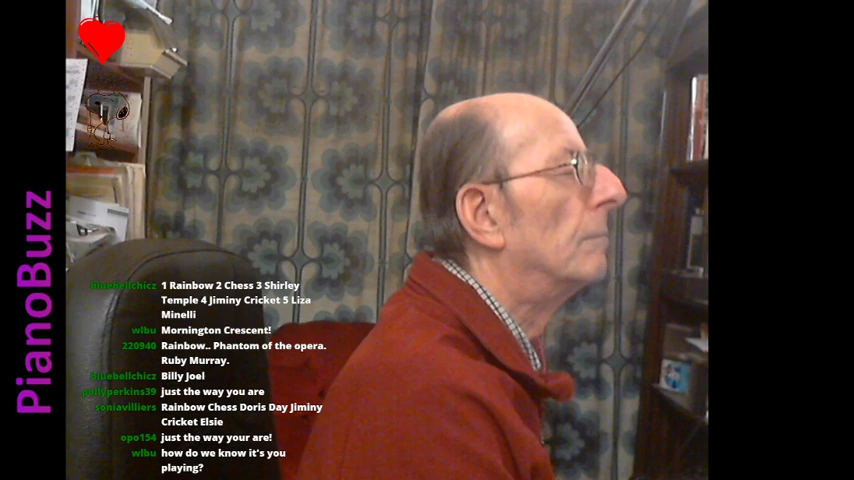 PianoBuzz
bluebellchicz 1 Rainbow 2 Chess 3 Shirley
Temple 4 Jiminy Cricket 5 Liza
Minelli
wlbu Mornington Crescent!
220940 Rainbow.. Phantom of the opera.
Ruby Murray.
bluebellchicz Billy Joel
pollyperkins39 just the way you are
soniavilliers Rainbow Chess Doris Day Jiminy
Cricket Elsie
opo154 just the way your are!
wlbu how do we know it's you
playing?